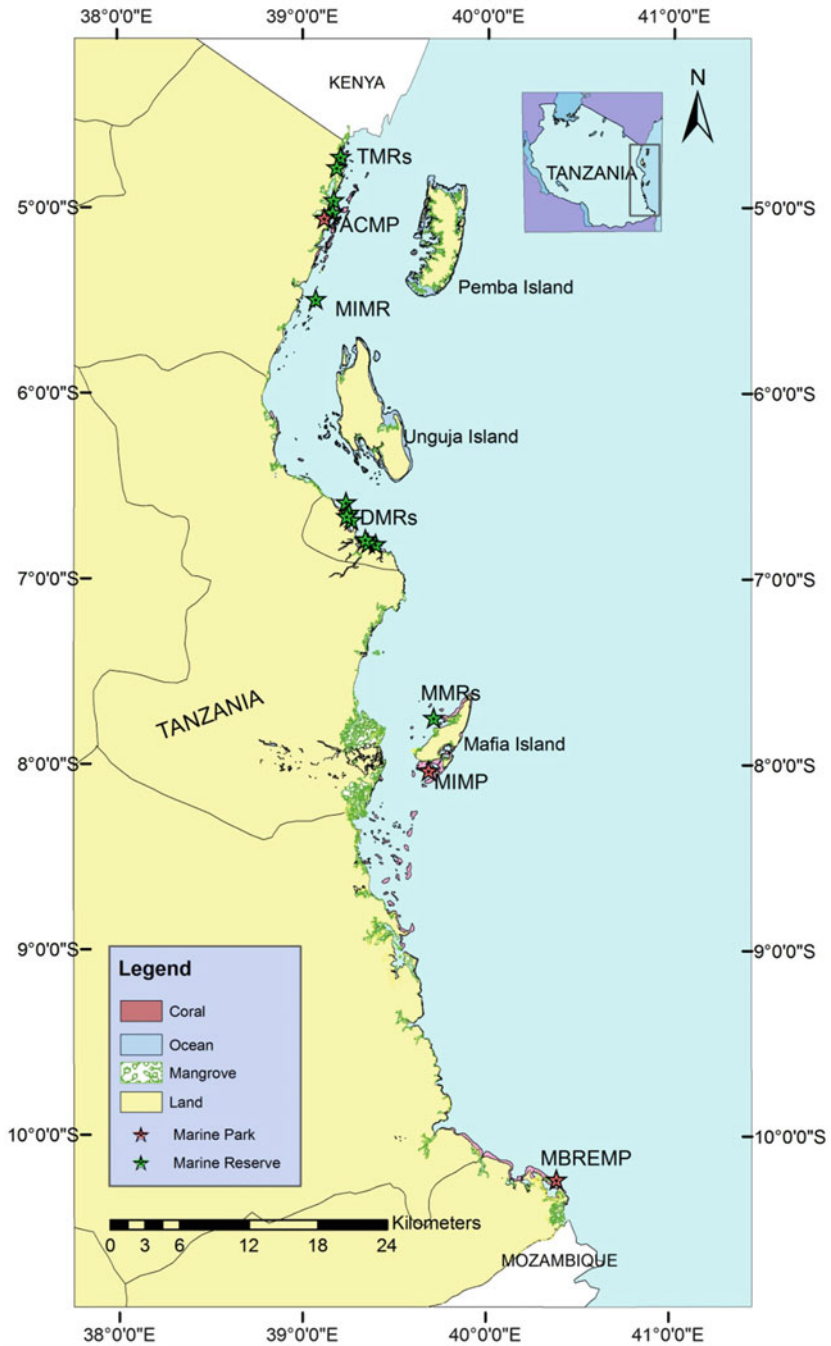 38°0'0"E 39°0'0"E 40°0'0"E 41°0'0"E
KENYA
N
TANZANIA
TMRs
5°0'0"S 5°0'0"S
TACMP
Pemba Island
MIMR
6°0'0"S 6°0'0"S
Unguja Island
DMRs
7°0'0"S 7°0'0"S
MMRs
TANZANIA
Mafia Island
8°0'0"S 8°0'0"S
MIMP
9°0'0"S 9°0'0"S
Legend
Coral
Ocean
Mangrove
Land
Marine Park
Marine Reserve
10°0'0"S 10°0'0"S
MBREMP
Kilometers
0 3 6 12 18 24
MOZAMBIQUE
38°0'0"E 39°0'0"E 40°0'0"E 41°0'0"E